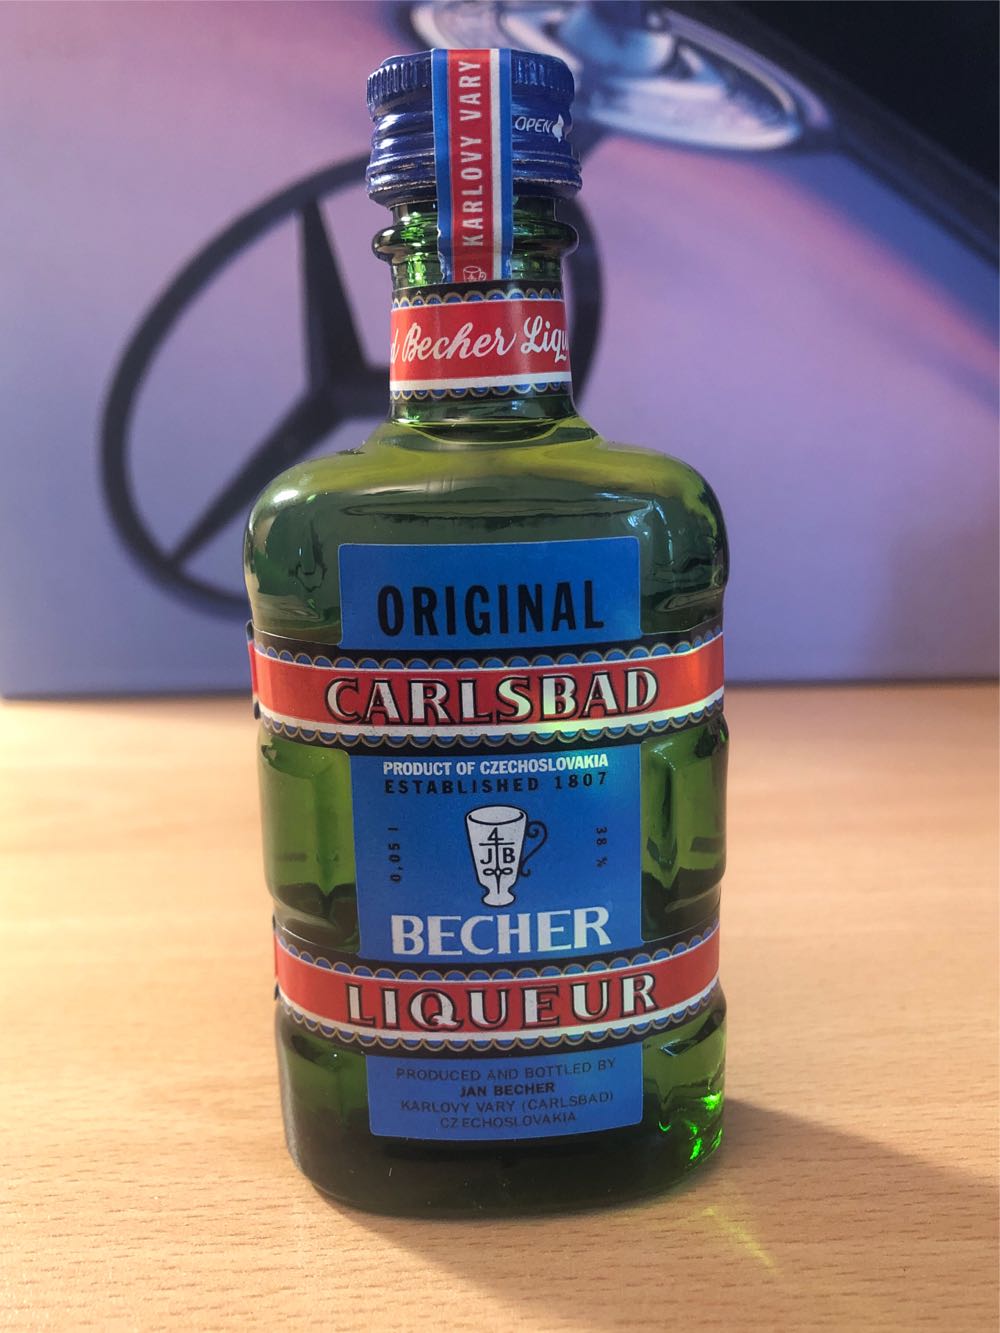 KARLOVY VARY
OPEN
Becher
ORIGINAL
CARLSBAD
PRODUCT OF CZECHOSLOVAKIA
ESTABLISHED 1807
0,05 l
38 %
4
JB
BECHER
LIQUEUR
PRODUCED AND BOTTLED BY
JAN BECHER
KARLOVY VARY (CARLSBAD)
CZECHOSLOVAKIA